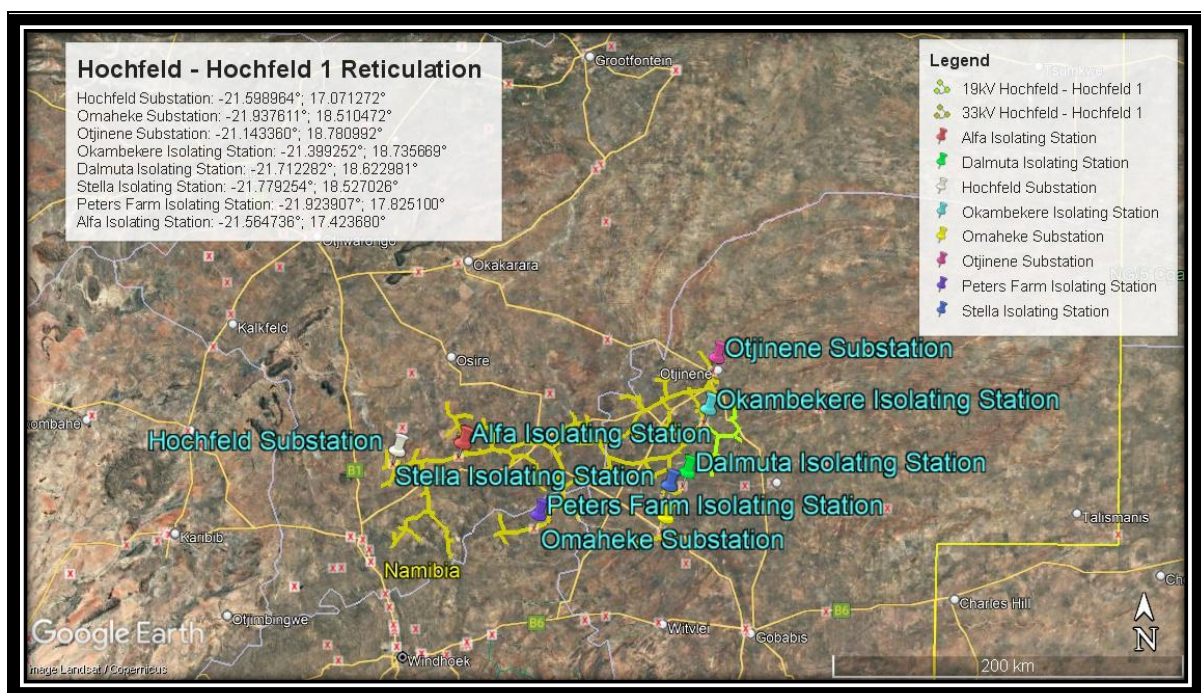 Hochfeld - Hochfeld 1 Reticulation
Hochfeld Substation: -21.598964°; 17.071272°
Omaheke Substation: -21.937611°; 18.510472°
Otjinene Substation: -21.143360°; 18.780992°
Okambekere Isolating Station: -21.399252°; 18.735669°
Dalmuta Isolating Station: -21.712282°; 18.622981°
Stella Isolating Station: -21.779254°; 18.527026°
Peters Farm Isolating Station: -21.923907°; 17.825100°
Alfa Isolating Station: -21.564736°; 17.423680°
Legend
19kV Hochfeld - Hochfeld 1
33kV Hochfeld - Hochfeld 1
Alfa Isolating Station
Dalmuta Isolating Station
Hochfeld Substation
Okambekere Isolating Station
Omaheke Substation
Otjinene Substation
Peters Farm Isolating Station
Stella Isolating Station
Grootfontein
Okakarara
Kalkfeld
Osire
Otjinene Substation
Otjinene
Okambekere Isolating Station
Hochfeld Substation
Alfa Isolating Station
B1
Stella Isolating Station
Dalmuta Isolating Station
Peters Farm Isolating Station
Omaheke Substation
Talismanis
Karibib
Namibia
Otjimbingwe
B6
Witvlei
Gobabis
B6
Charles Hill
N
Google Earth
Windhoek
200 km
Image Landsat / Copernicus